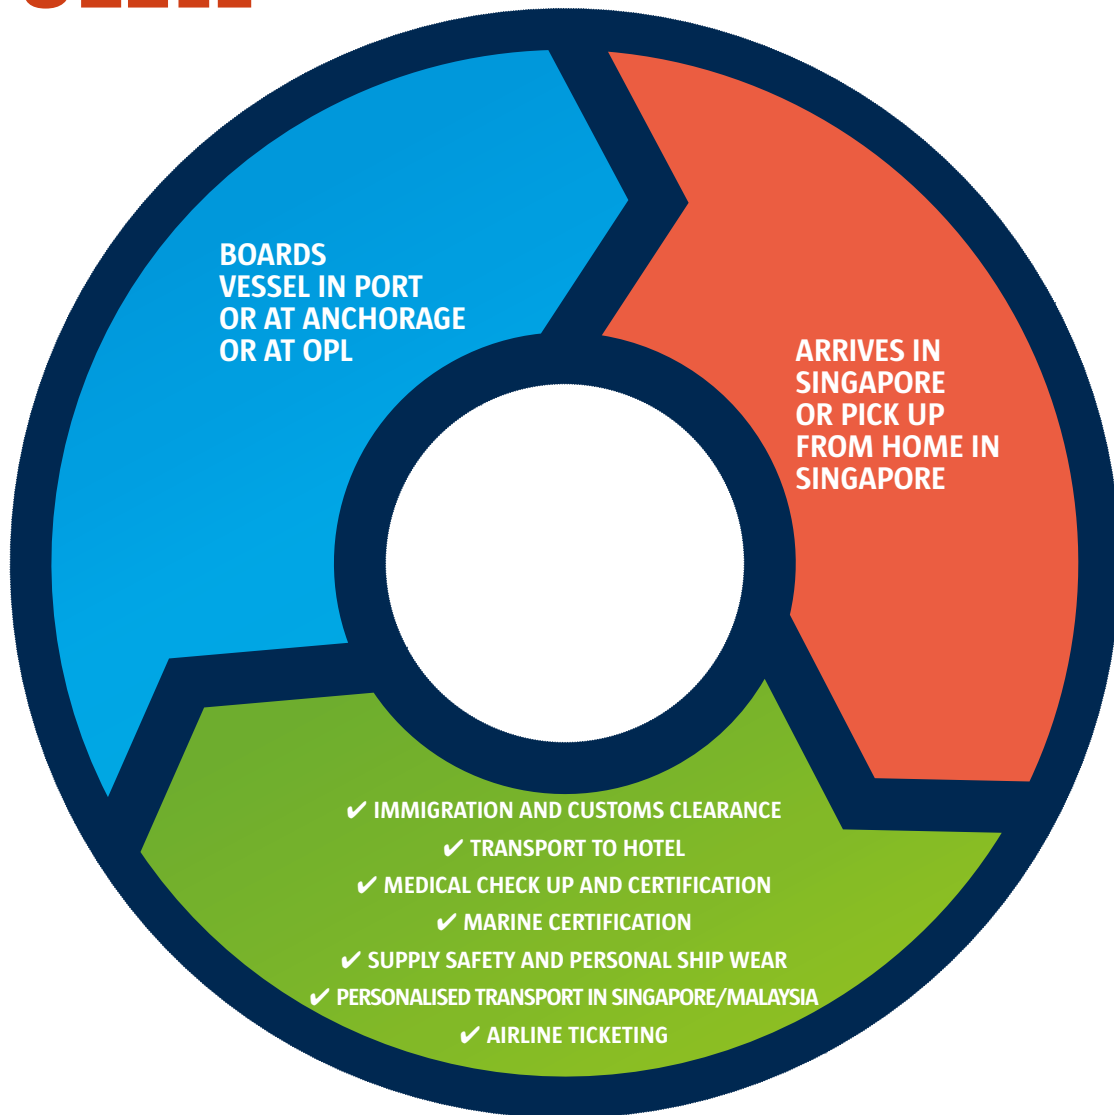 BOARDS
VESSEL IN PORT
OR AT ANCHORAGE
OR AT OPL
ARRIVES IN
SINGAPORE
OR PICK UP
FROM HOME IN
SINGAPORE
✔ IMMIGRATION AND CUSTOMS CLEARANCE
✔ TRANSPORT TO HOTEL
✔ MEDICAL CHECK UP AND CERTIFICATION
✔ MARINE CERTIFICATION
✔ SUPPLY SAFETY AND PERSONAL SHIP WEAR
✔ PERSONALISED TRANSPORT IN SINGAPORE/MALAYSIA
✔ AIRLINE TICKETING